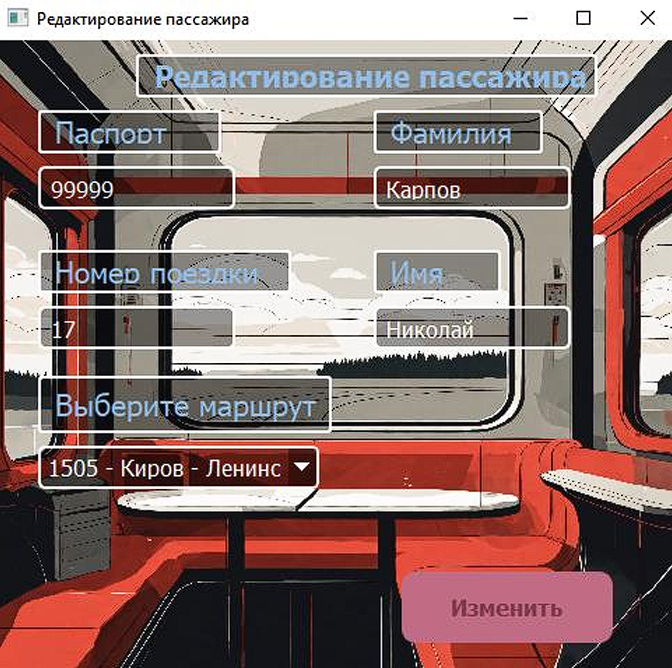 Редактирование пассажира
Редактирование пассажира
Паспорт
Фамилия
99999
Карпов
Номер поездки
Имя
17
Николай
Выберите маршрут
1505 - Киров - Ленинс
Изменить